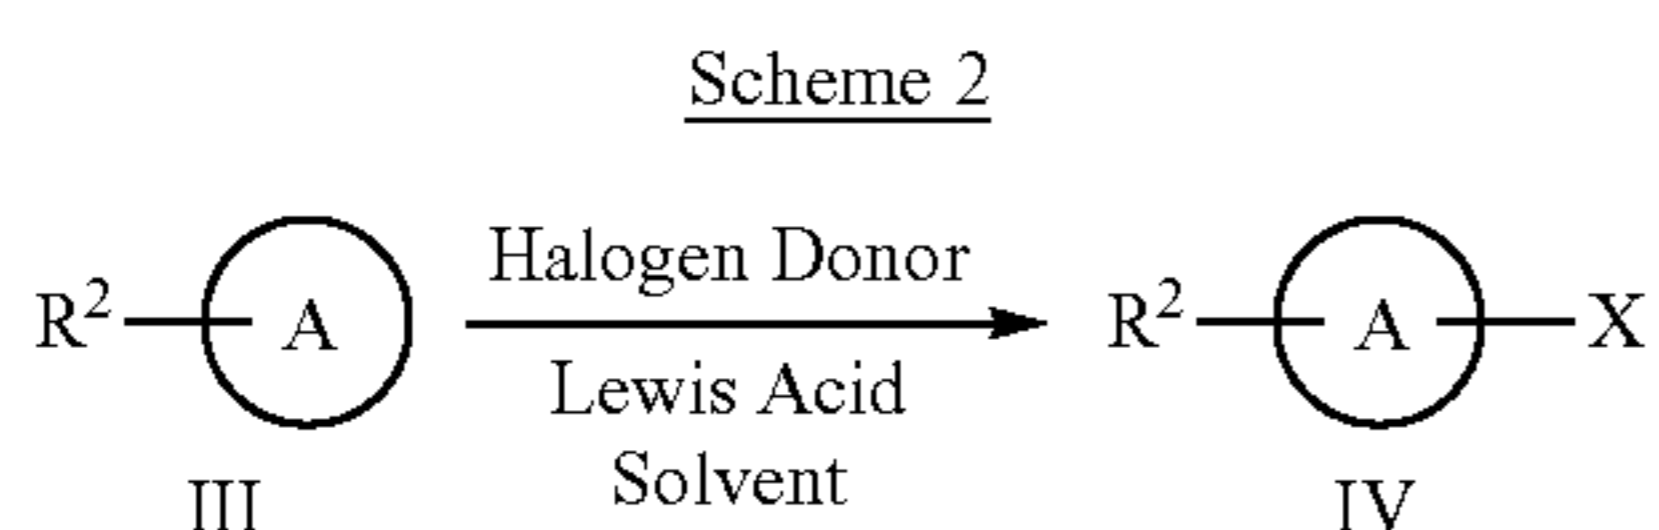 Scheme 2
Halogen Donor
R² A R² A X
Lewis Acid
Solvent
III IV